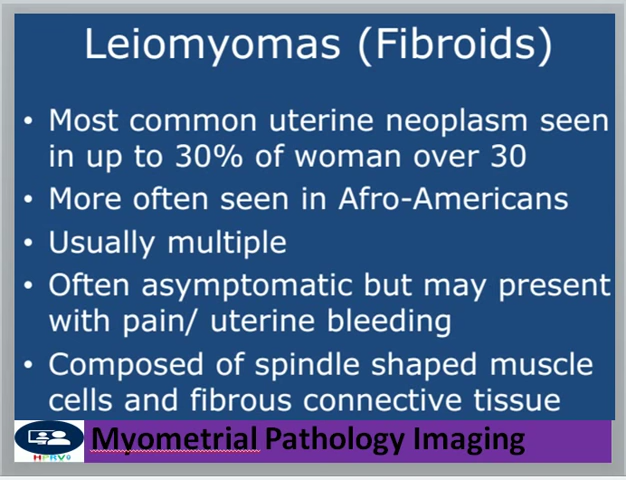 Leiomyomas (Fibroids)
• Most common uterine neoplasm seen
in up to 30% of woman over 30
• More often seen in Afro-Americans
• Usually multiple
• Often asymptomatic but may present
with pain/ uterine bleeding
• Composed of spindle shaped muscle
cells and fibrous connective tissue
Myometrial Pathology Imaging